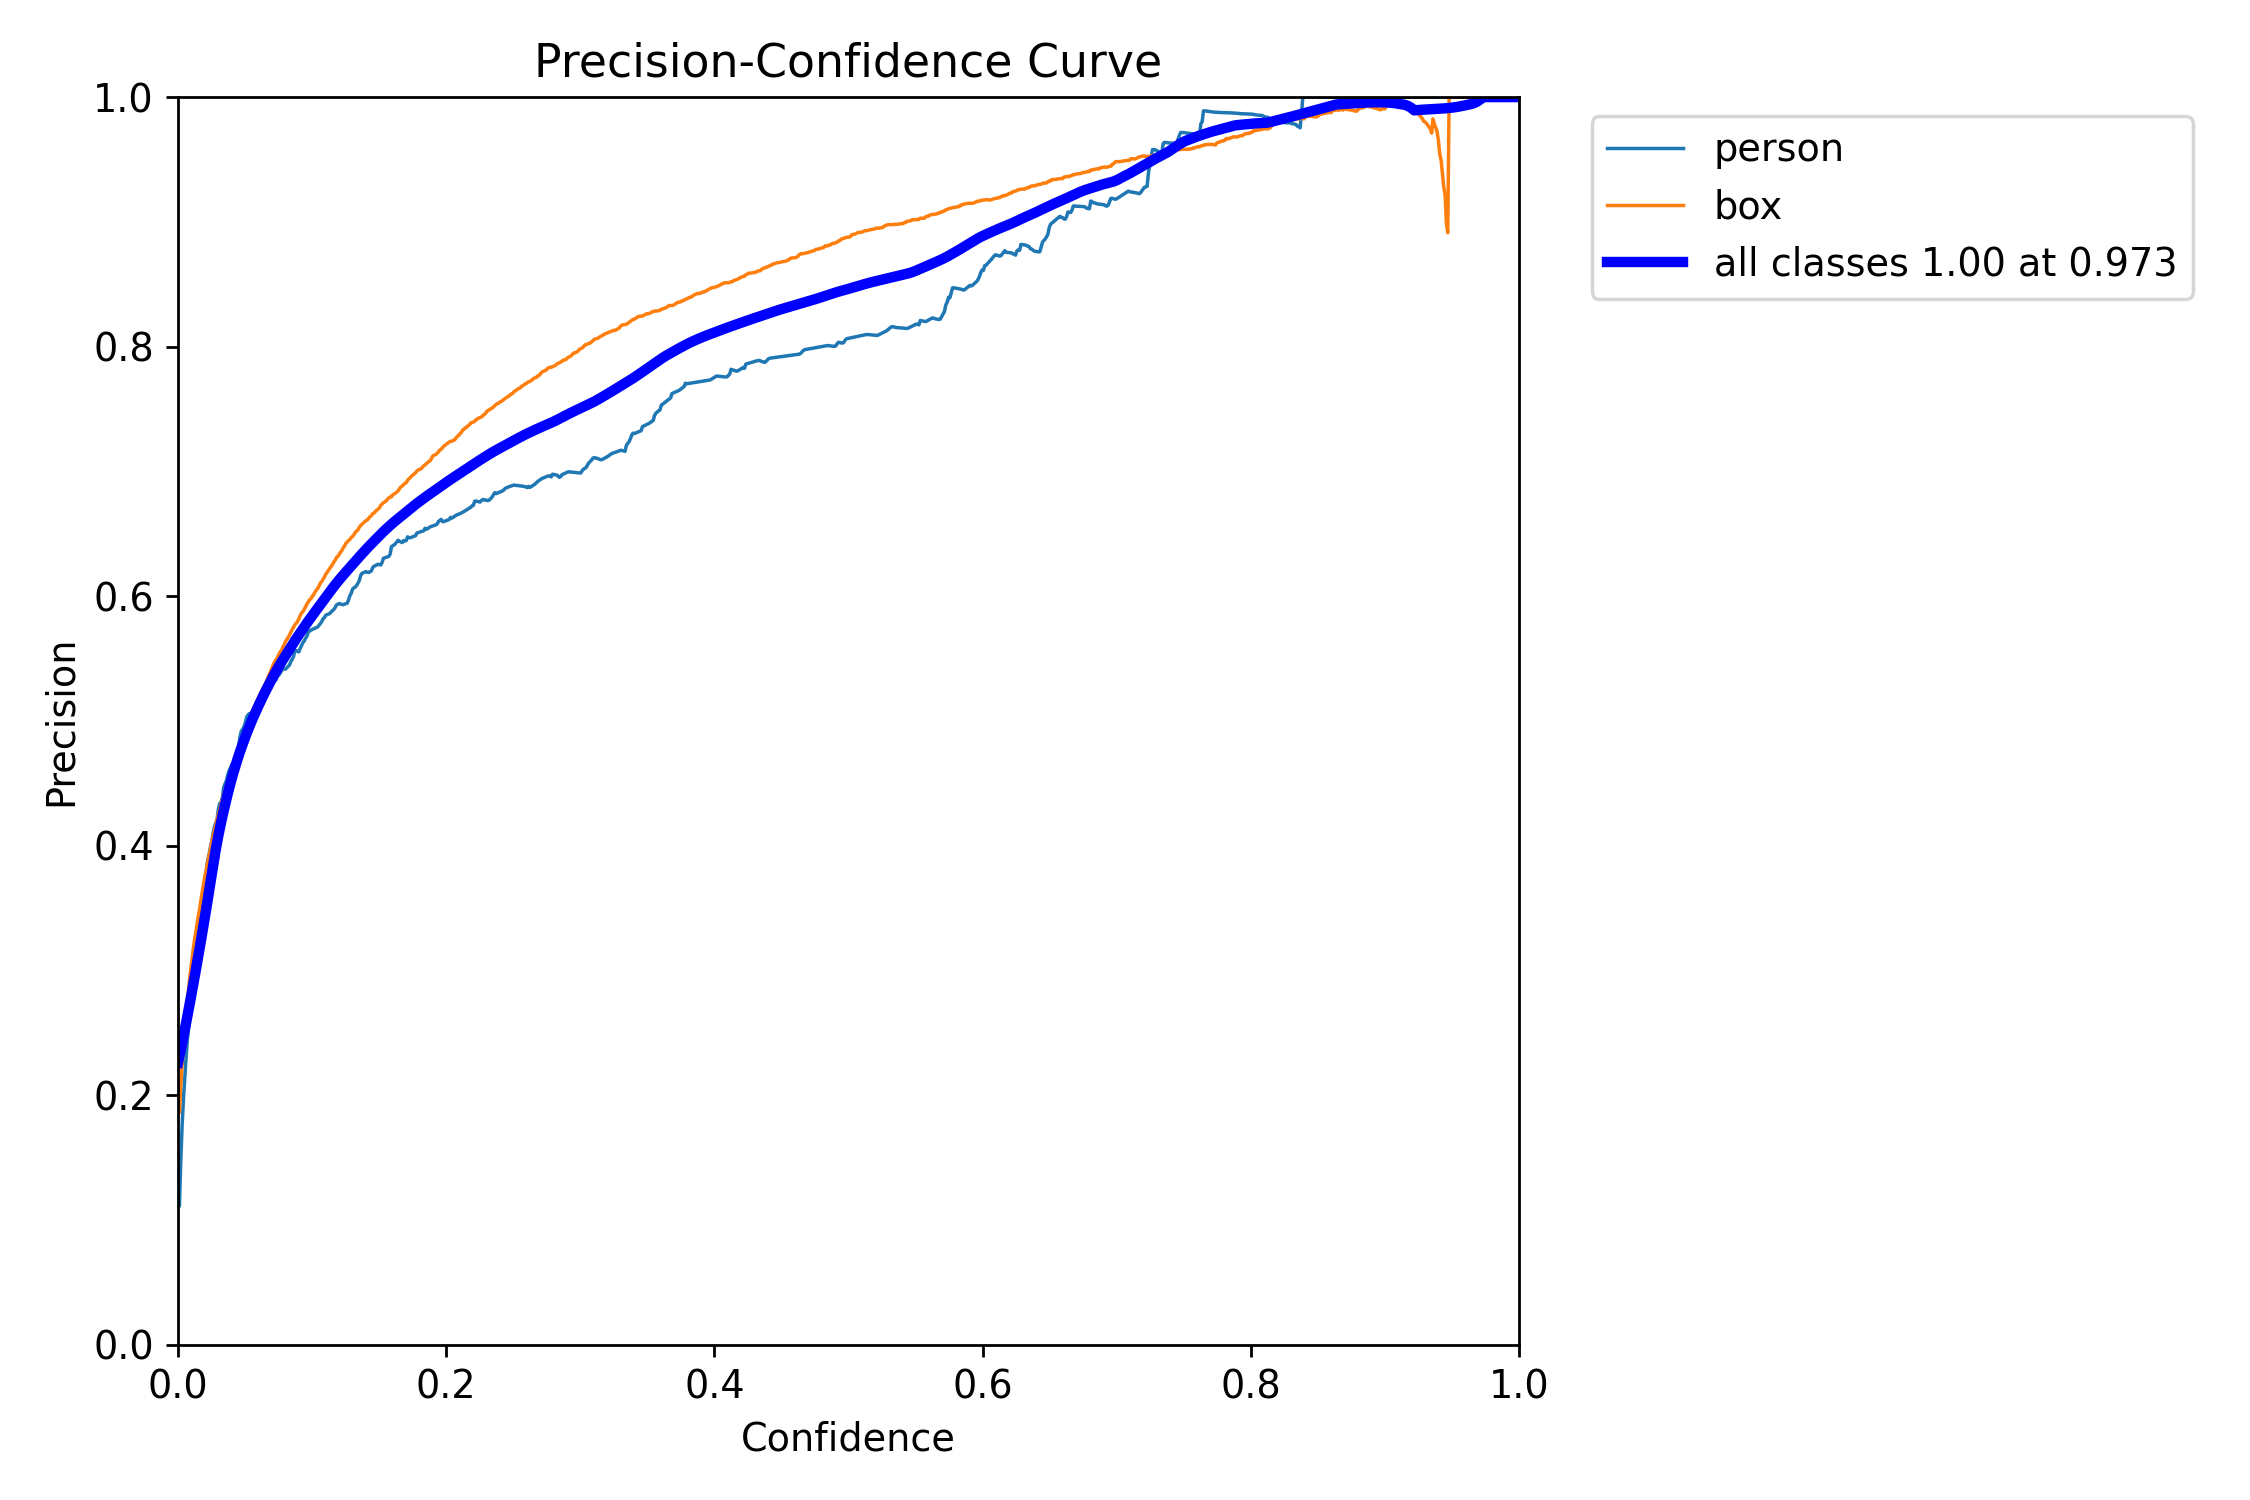 Precision-Confidence Curve
1.0
0.8
0.6
0.4
0.2
0.0
Precision
0.0 0.2 0.4 0.6 0.8 1.0
Confidence
person
box
all classes 1.00 at 0.973